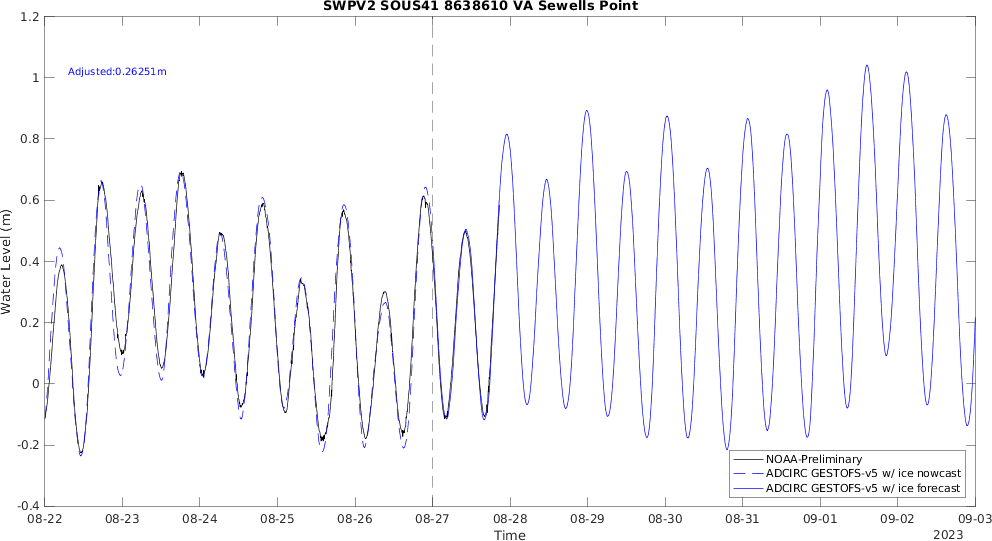 SWPV2 SOUS41 8638610 VA Sewells Point
1.2
1
0.8
0.6
0.4
0.2
0
-0.2
-0.4
Water Level (m)
Adjusted:0.26251m
NOAA-Preliminary
ADCIRC GESTOFS-v5 w/ ice nowcast
ADCIRC GESTOFS-v5 w/ ice forecast
08-22 08-23 08-24 08-25 08-26 08-27 08-28 08-29 08-30 08-31 09-01 09-02 09-03
Time
2023